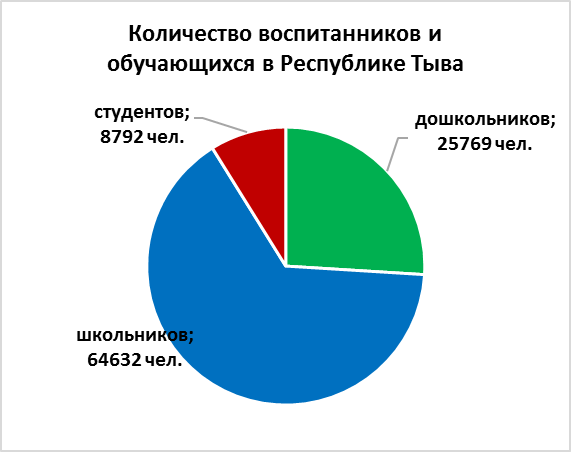 Количество воспитанников и
обучающихся в Республике Тыва
студентов;
8792 чел.
дошкольников;
25769 чел.
школьников;
64632 чел.